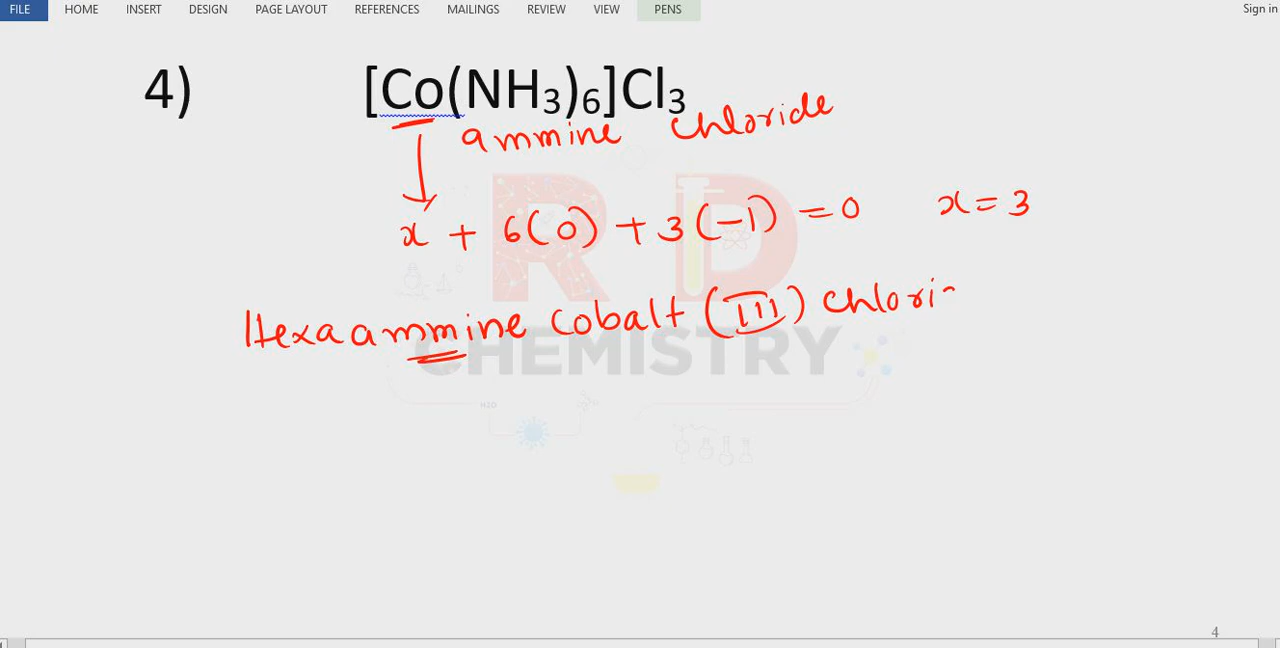 FILE HOME INSERT DESIGN PAGE LAYOUT REFERENCES MAILINGS REVIEW VIEW PENS Sign in
4) [Co(NH₃)₆]Cl₃
ammine chloride
x + 6(0) + 3(-1) = 0 x = 3
RD
Hexaammine cobalt (III) chlori
CHEMISTRY
H2O
4